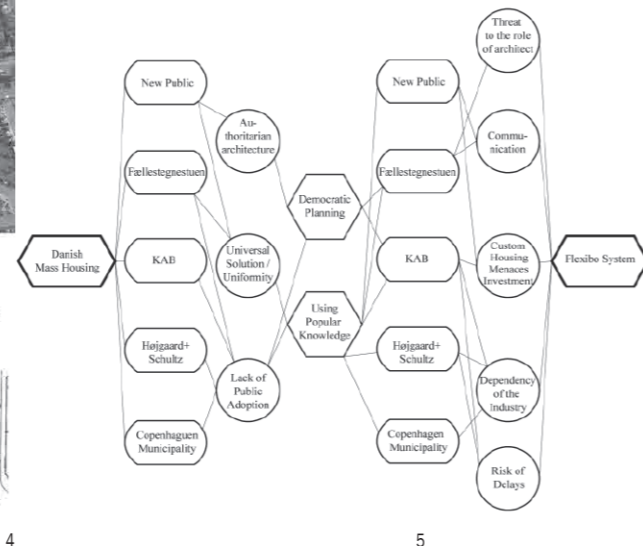 Danish
Mass Housing
New Public
Fællestegnestuen
KAB
Højgaard+
Schultz
Copenhaguen
Municipality
Au-
thoritarian
architecture
Universal
Solution /
Uniformity
Lack of
Public
Adoption
Democratic
Planning
Using
Popular
Knowledge
New Public
Fællestegnestuen
KAB
Højgaard+
Schultz
Copenhagen
Municipality
Threat
to the role
of architect
Commu-
nication
Custom
Housing
Menaces
Investment
Dependency
of the
Industry
Risk of
Delays
Flexibo System
4
5